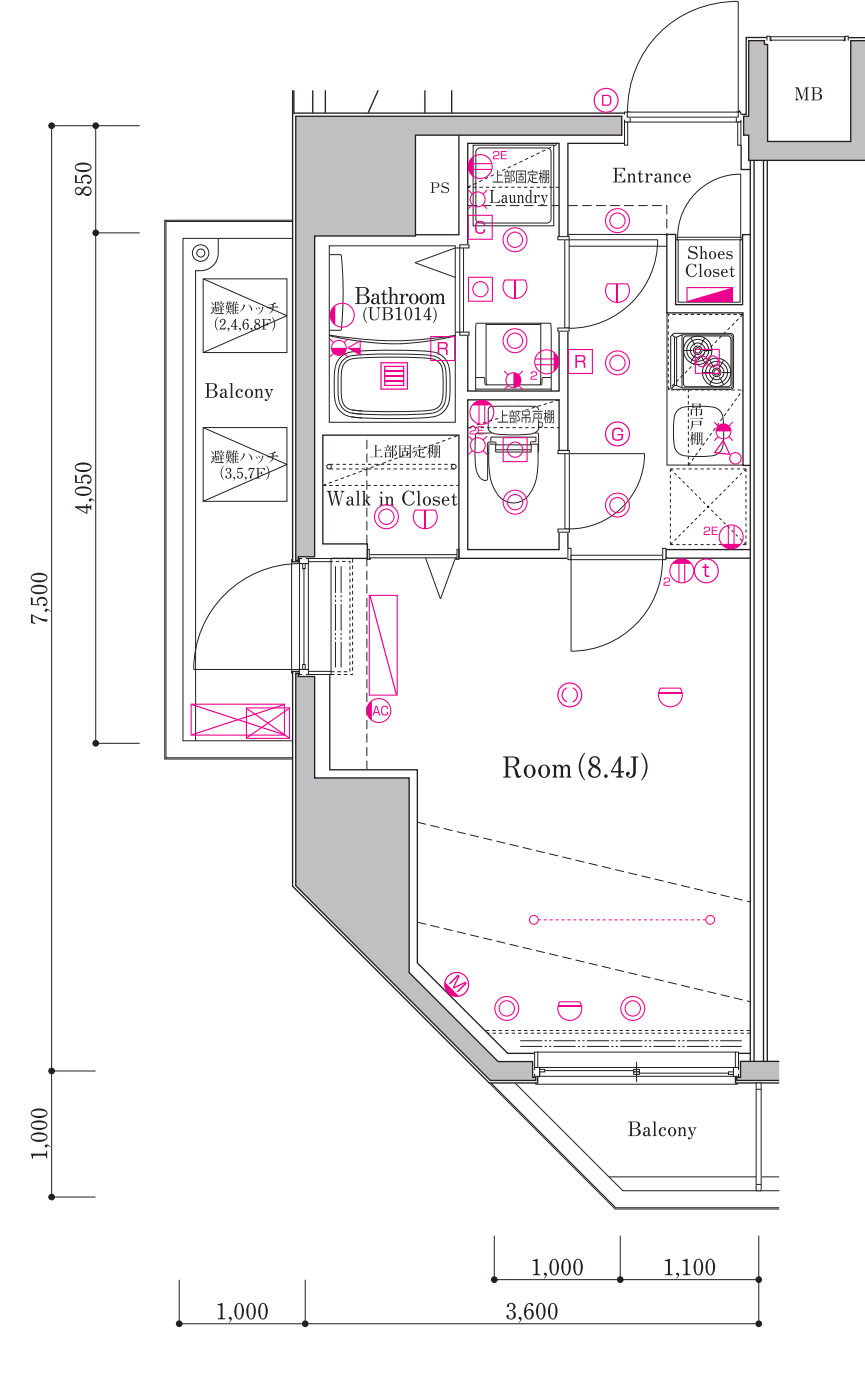 D
MB
850
2E
上部固定棚
Laundry
PS
Entrance
C
Shoes
Closet
Bathroom
(UB1014)
避難ハッチ
(2,4,6,8F)
R
2
R
Balcony
吊戸棚
上部吊戸棚
2E
G
避難ハッチ
(3,5,7F)
上部固定棚
Walk in Closet
4,050
2E
2
t
7,500
AC
Room (8.4J)
M
1,000
Balcony
1,000
1,100
1,000
3,600